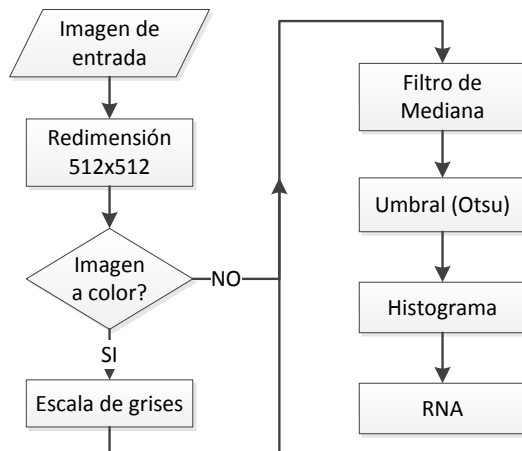 Imagen de
entrada
Redimensión
512x512
Imagen
a color?
NO
SI
Escala de grises
Filtro de
Mediana
Umbral (Otsu)
Histograma
RNA